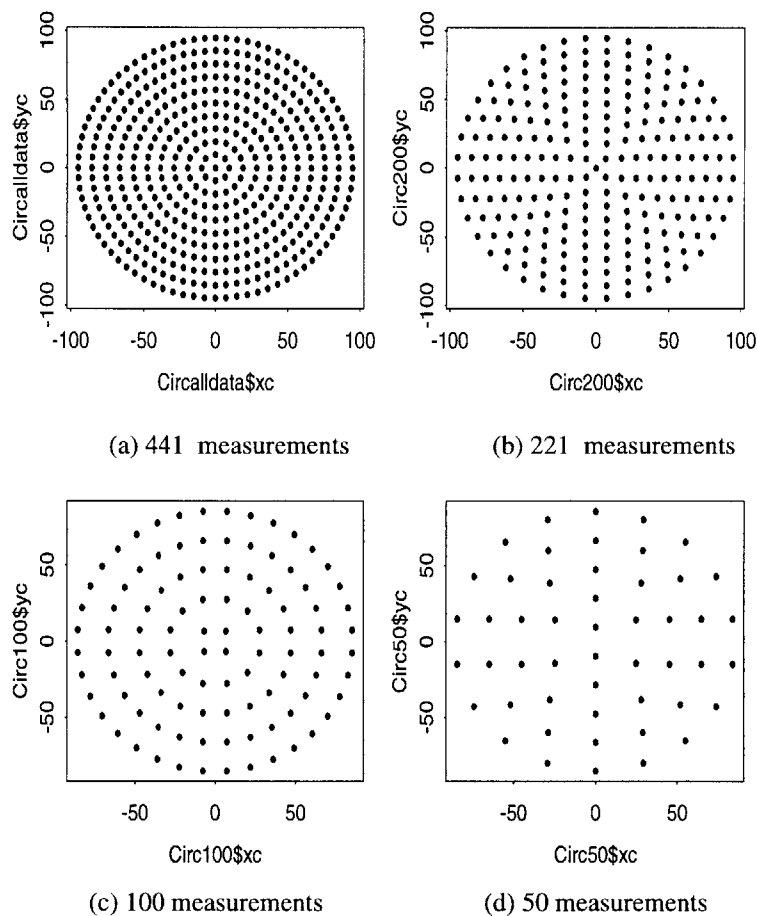 Circalldata$yc
100
50
0
-50
-100
-100 -50 0 50 100
Circalldata$xc
(a) 441 measurements
Circ200$yc
100
50
0
-50
-100
-100 -50 0 50 100
Circ200$xc
(b) 221 measurements
Circ100$yc
50
0
-50
-50 0 50
Circ100$xc
(c) 100 measurements
Circ50$yc
50
0
-50
-50 0 50
Circ50$xc
(d) 50 measurements